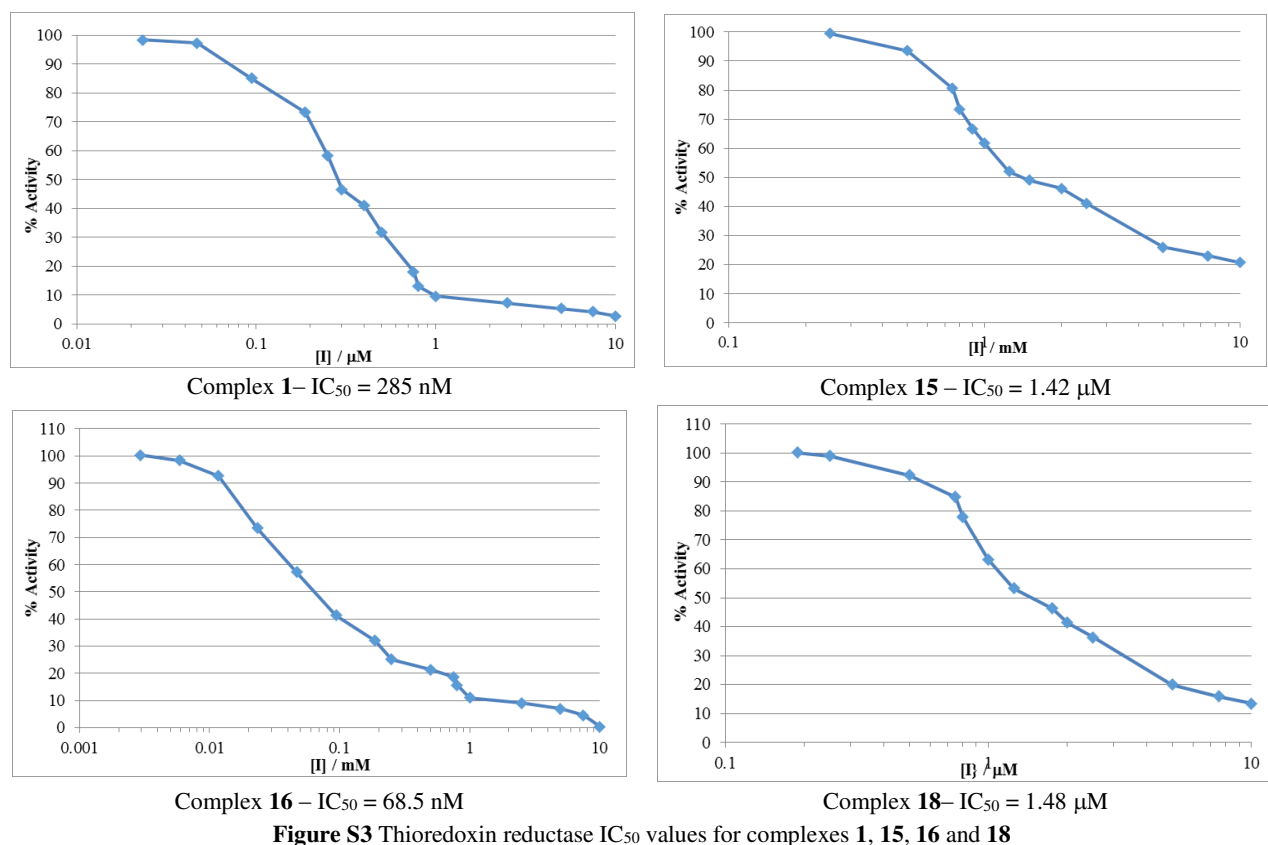 100
90
80
70
60
50
40
30
20
10
0
% Activity
0.01 0.1 1 10
[I] / µM
Complex 1– IC50 = 285 nM
100
90
80
70
60
50
40
30
20
10
0
% Activity
0.1 1 10
[I] / mM
Complex 15 – IC50 = 1.42 µM
110
100
90
80
70
60
50
40
30
20
10
0
% Activity
0.001 0.01 0.1 1 10
[I] / mM
Complex 16 – IC50 = 68.5 nM
110
100
90
80
70
60
50
40
30
20
10
0
% Activity
0.1 1 10
[I} / µM
Complex 18– IC50 = 1.48 µM
Figure S3 Thioredoxin reductase IC50 values for complexes 1, 15, 16 and 18